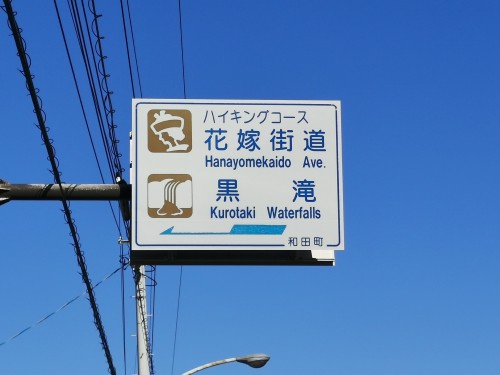 ハイキングコース
花嫁街道
Hanayomekaido Ave.
黒滝
Kurotaki Waterfalls
和田町